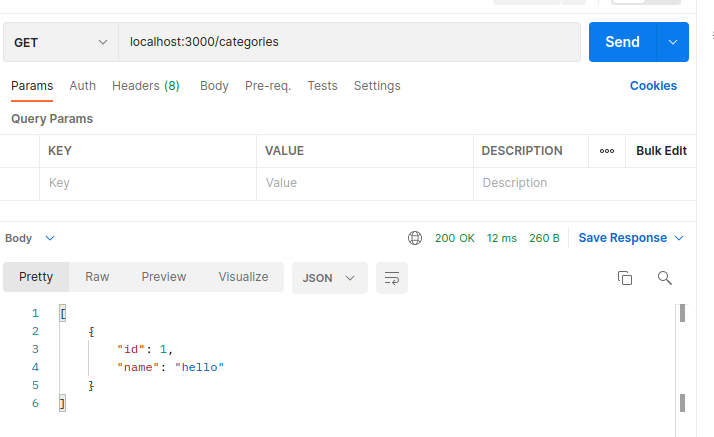 GET localhost:3000/categories Send
Params Auth Headers (8) Body Pre-req. Tests Settings Cookies
Query Params
KEY VALUE DESCRIPTION ooo Bulk Edit
Key Value Description
Body 200 OK 12 ms 260 B Save Response
Pretty Raw Preview Visualize JSON
1 [
2 {
3 "id": 1,
4 "name": "hello"
5 }
6 ]